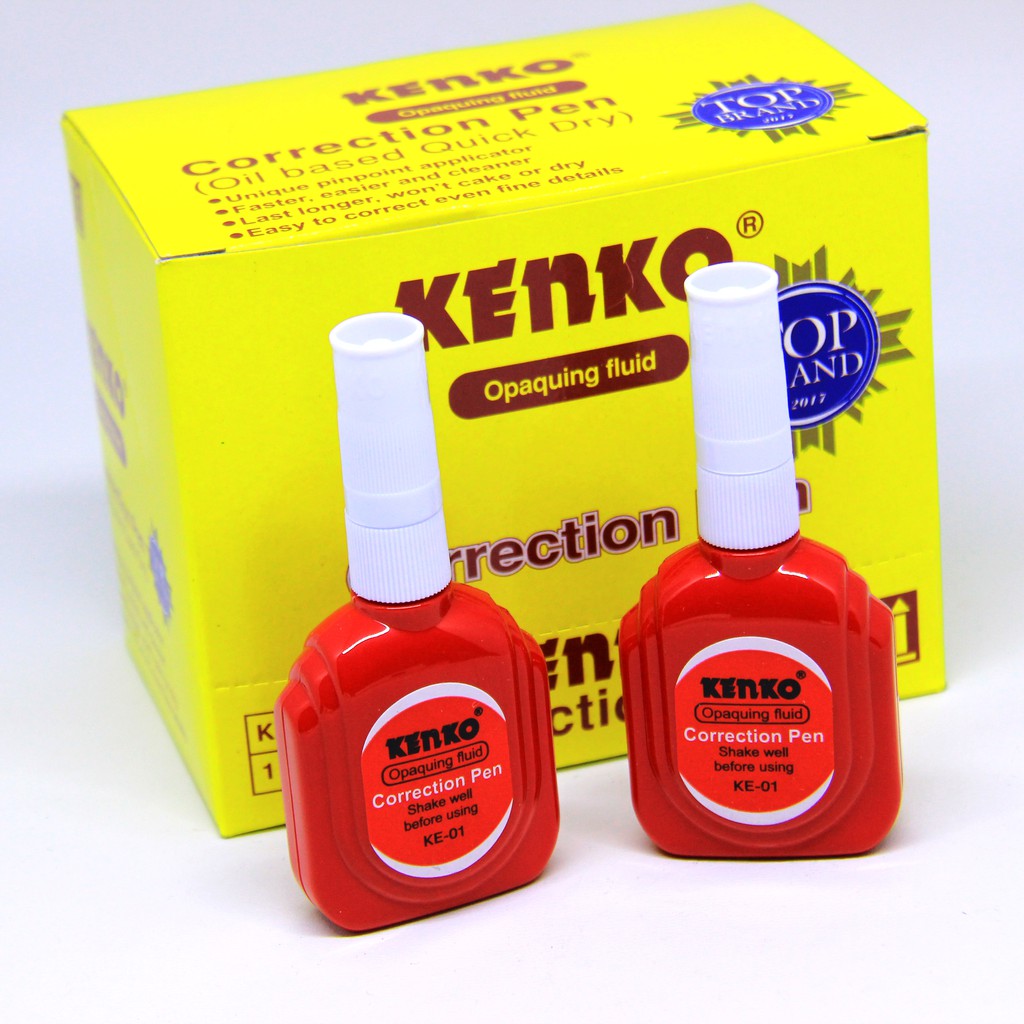 KENKO
Opaquing fluid
Correction Pen
(Oil based Quick Dry)
•Unique pinpoint applicator
•Faster, easier and cleaner
•Last longer, won't cake or dry
•Easy to correct even fine details
TOP
BRAND
2017
KENKO®
Opaquing fluid
OP
AND
2017
rrection
K
1
KENKO®
Opaquing fluid
Correction Pen
Shake well
before using
KE-01
KENKO®
Opaquing fluid
Correction Pen
Shake well
before using
KE-01